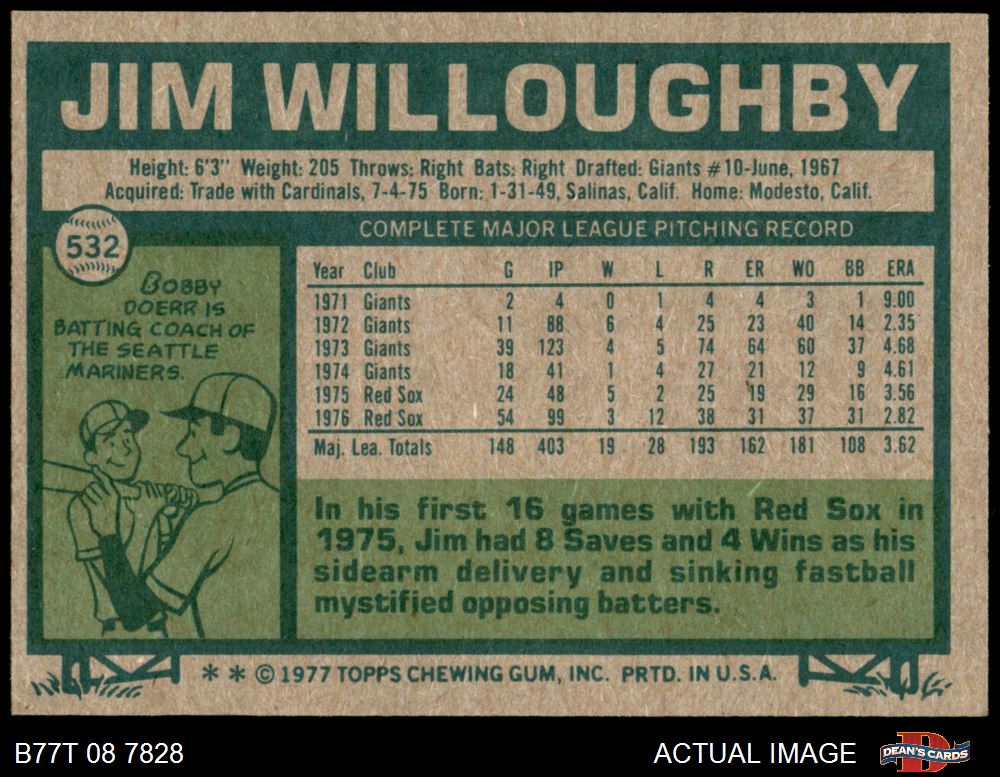 JIM WILLOUGHBY
Height: 6'3" Weight: 205 Throws: Right Bats: Right Drafted: Giants #10-June, 1967
Acquired: Trade with Cardinals, 7-4-75 Born: 1-31-49, Salinas, Calif. Home: Modesto, Calif.
532
BOBBY
DOERR IS
BATTING COACH OF
THE SEATTLE
MARINERS.
COMPLETE MAJOR LEAGUE PITCHING RECORD
Year Club G IP W L R ER WO BB ERA
1971 Giants 2 4 0 1 4 4 3 1 9.00
1972 Giants 11 88 6 4 25 23 40 14 2.35
1973 Giants 39 123 4 5 74 64 60 37 4.68
1974 Giants 18 41 1 4 27 21 12 9 4.61
1975 Red Sox 24 48 5 2 25 19 29 16 3.56
1976 Red Sox 54 99 3 12 38 31 37 31 2.82
Maj. Lea. Totals 148 403 19 28 193 162 181 108 3.62
In his first 16 games with Red Sox in
1975, Jim had 8 Saves and 4 Wins as his
sidearm delivery and sinking fastball
mystified opposing batters.
** © 1977 TOPPS CHEWING GUM, INC. PRTD. IN U.S.A.
B77T 08 7828 ACTUAL IMAGE DEAN'S CARDS